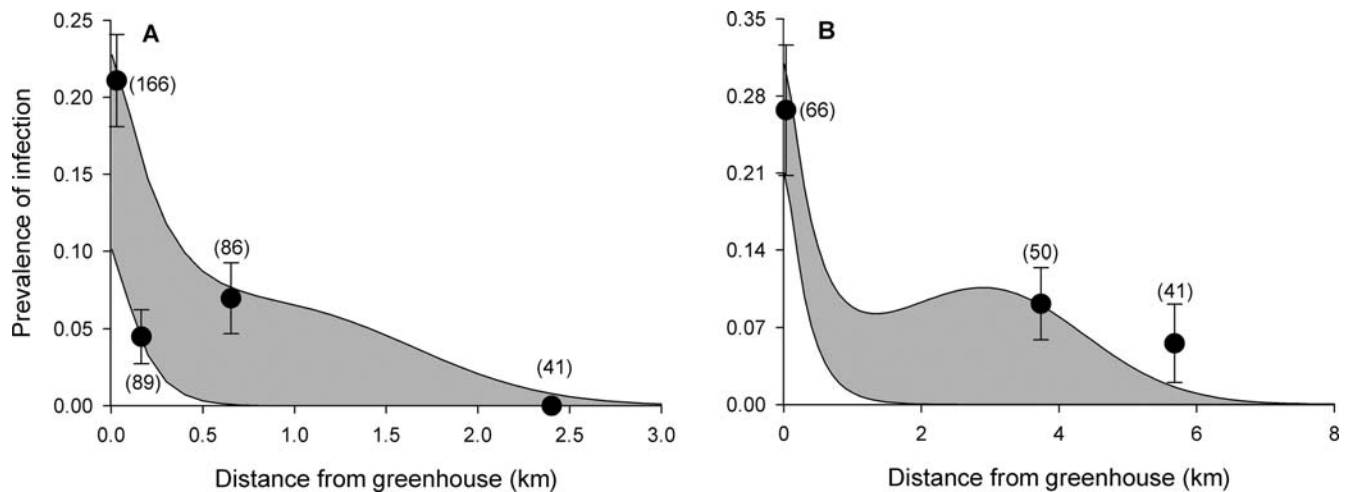 A
Prevalence of infection
0.25
0.20
0.15
0.10
0.05
0.00
(166)
(89)
(86)
(41)
0.0 0.5 1.0 1.5 2.0 2.5 3.0
Distance from greenhouse (km)
B
0.35
0.28
0.21
0.14
0.07
0.00
(66)
(50)
(41)
0 2 4 6 8
Distance from greenhouse (km)